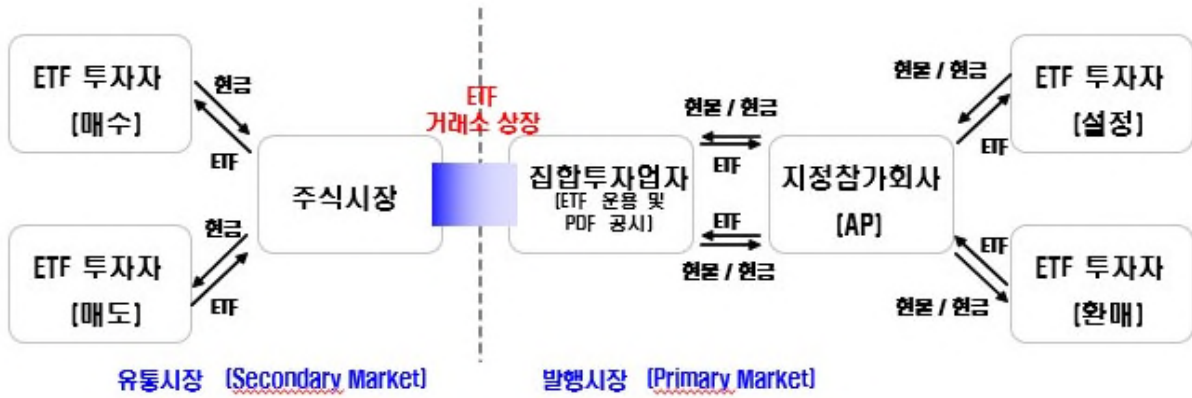 ETF 투자자
[매수]
현금
ETF
ETF 투자자
[매도]
현금
ETF
주식시장
ETF
거래소 상장
집합투자업자
[ETF 운용 및
PDF 공시]
현물 / 현금
ETF
ETF
현물 / 현금
지정참가회사
[AP]
현물 / 현금
ETF
ETF 투자자
[설정]
ETF
현물 / 현금
ETF 투자자
[환매]
유통시장 [Secondary Market]
발행시장 [Primary Market]